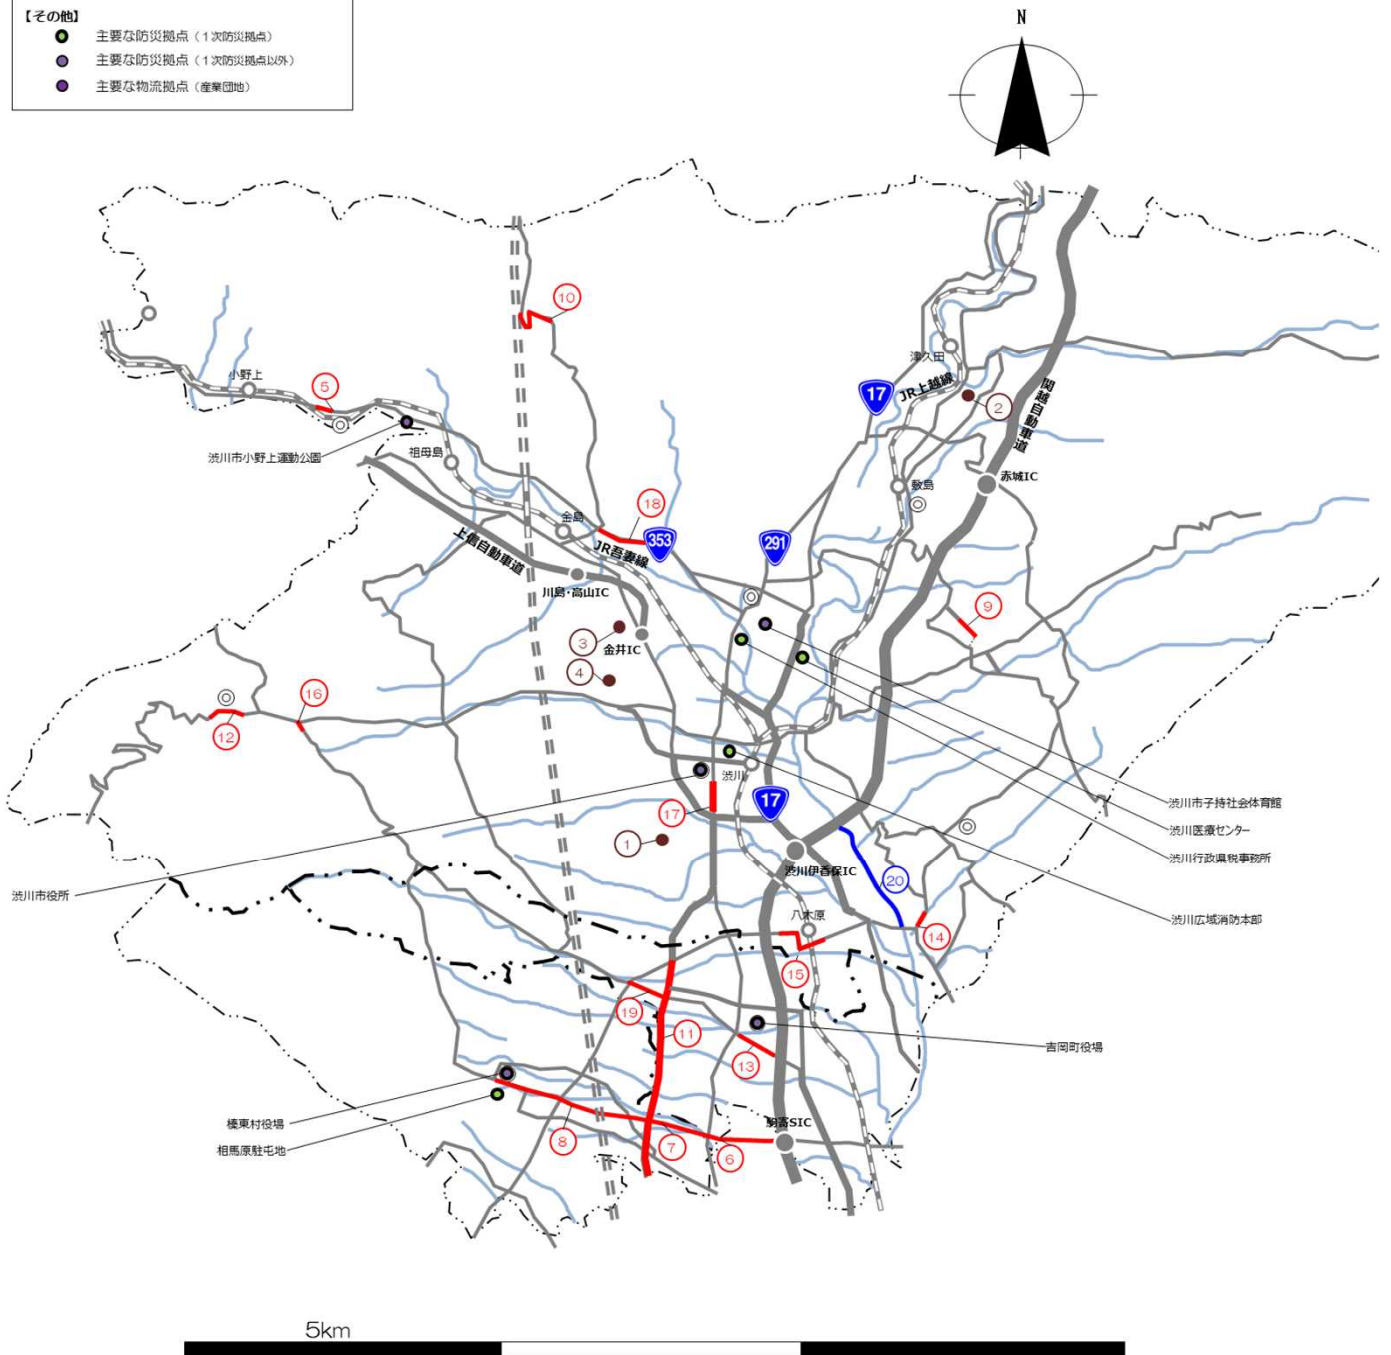 【その他】
主要な防災拠点（１次防災拠点）
主要な防災拠点（１次防災拠点以外）
主要な物流拠点（産業団地）
N
10
津久田
17
JR上越線
関越自動車道
2
小野上
5
渋川市小野上運動公園
祖母島
敷島
赤城IC
18
金島
353
291
上信自動車道
JR吾妻線
川島・高山IC
9
3
金井IC
4
16
12
渋川
17
17
渋川市子持社会体育館
渋川医療センター
渋川行政県税事務所
1
渋川伊香保IC
20
渋川市役所
八木原
渋川広域消防本部
14
15
19
11
13
吉岡町役場
榛東村役場
相馬原駐屯地
駒寄SIC
8
7
6
5km